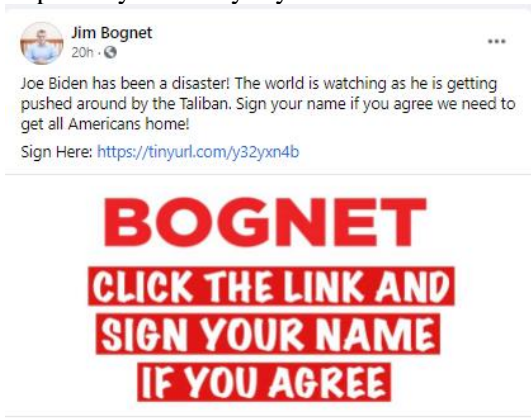 Jim Bognet
20h ·
Joe Biden has been a disaster! The world is watching as he is getting
pushed around by the Taliban. Sign your name if you agree we need to
get all Americans home!
Sign Here: https://tinyurl.com/y32yxn4b
BOGNET
CLICK THE LINK AND
SIGN YOUR NAME
IF YOU AGREE